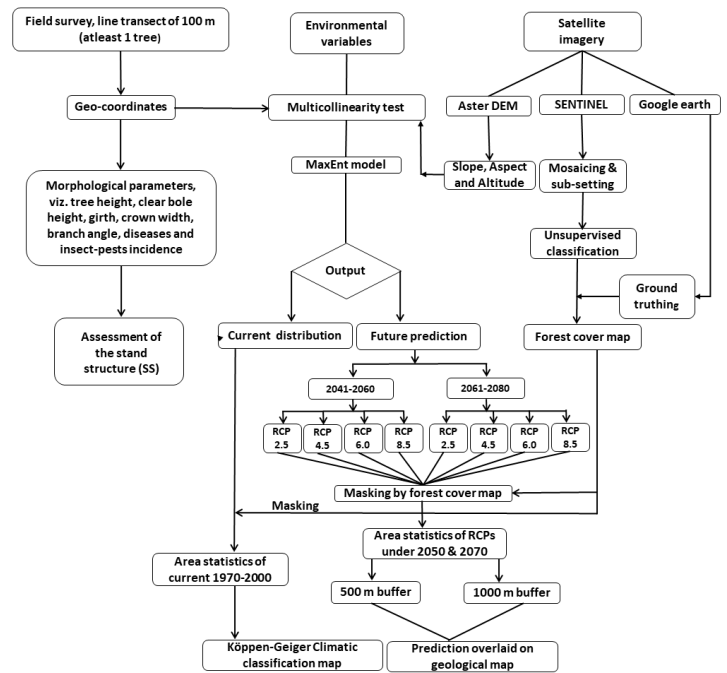 Field survey, line transect of 100 m
(atleast 1 tree)
Environmental
variables
Satellite
imagery
Geo-coordinates
Multicollinearity test
Aster DEM
SENTINEL
Google earth
MaxEnt model
Slope, Aspect
and Altitude
Mosaicing &
sub-setting
Morphological parameters,
viz. tree height, clear bole
height, girth, crown width,
branch angle, diseases and
insect-pests incidence
Unsupervised
classification
Output
Ground
truthing
Assessment of
the stand
structure (SS)
Current distribution
Future prediction
Forest cover map
2041-2060
2061-2080
RCP
2.5
RCP
4.5
RCP
6.0
RCP
8.5
RCP
2.5
RCP
4.5
RCP
6.0
RCP
8.5
Masking by forest cover map
Masking
Area statistics of RCPs
under 2050 & 2070
Area statistics of
current 1970-2000
500 m buffer
1000 m buffer
Köppen-Geiger Climatic
classification map
Prediction overlaid on
geological map